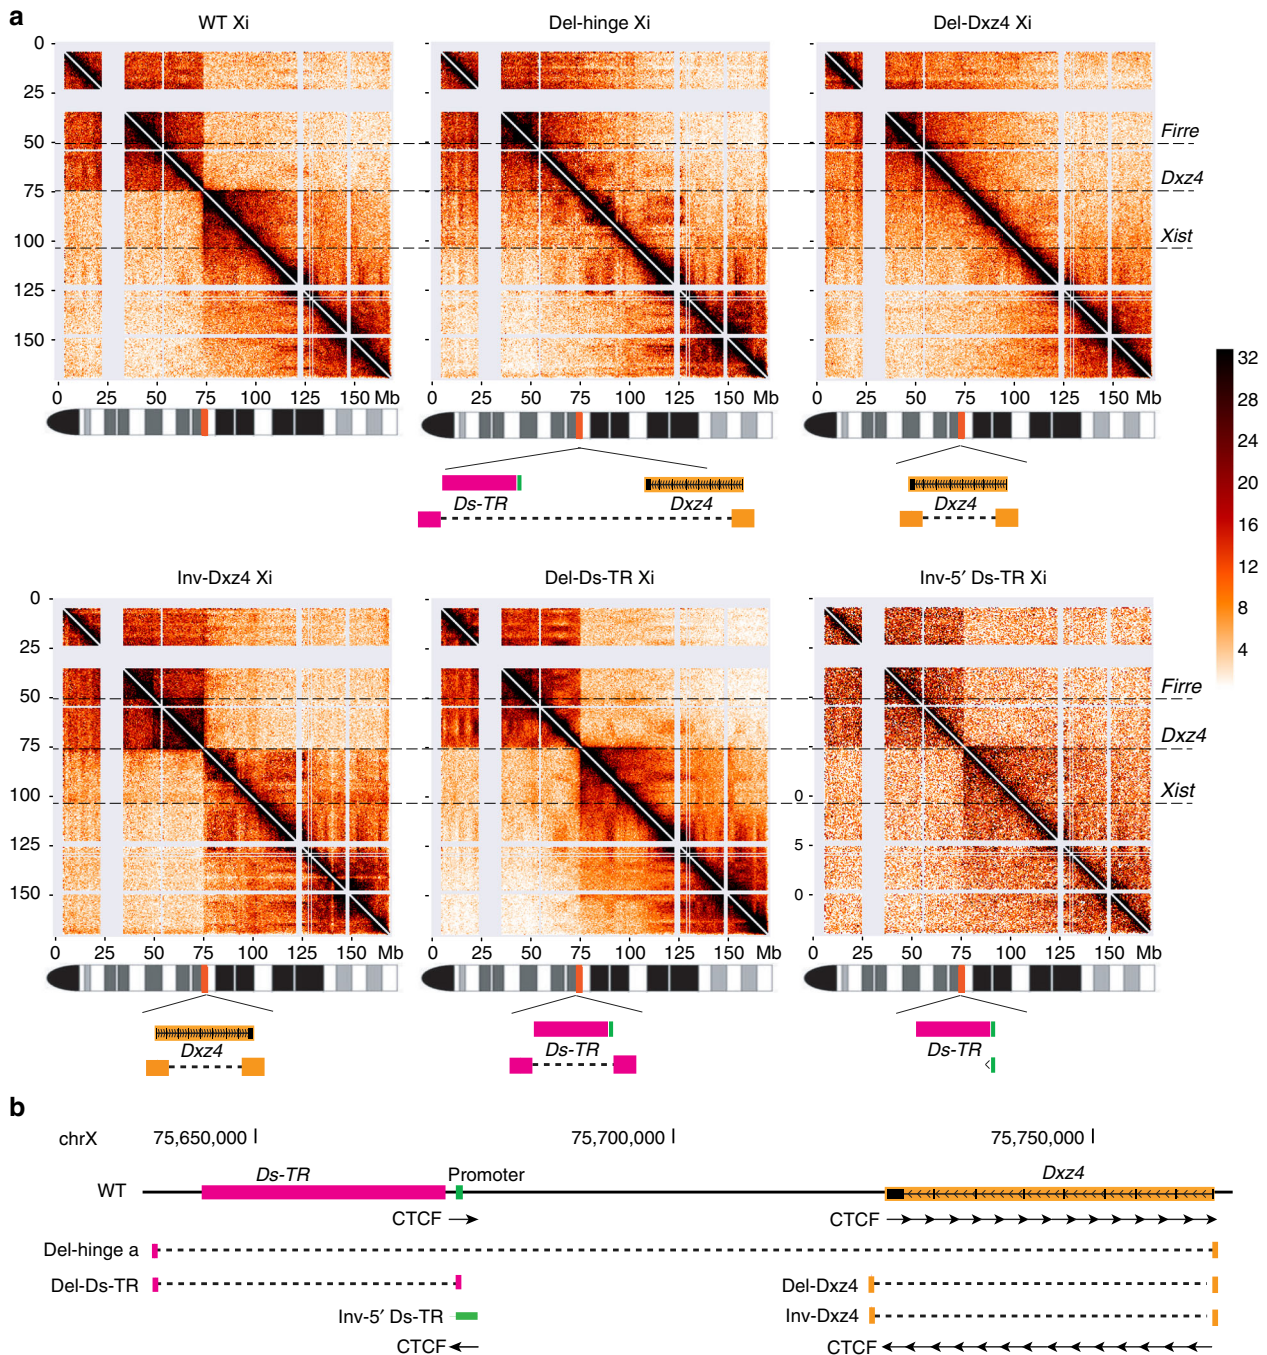 a
WT Xi
Del-hinge Xi
Del-Dxz4 Xi
0
25
50
75
100
125
150
Firre
Dxz4
Xist
0 25 50 75 100 125 150 Mb
0 25 50 75 100 125 150 Mb
0 25 50 75 100 125 150 Mb
32
28
24
20
16
12
8
4
Ds-TR
Dxz4
Dxz4
Inv-Dxz4 Xi
Del-Ds-TR Xi
Inv-5′ Ds-TR Xi
0
25
50
75
100
125
150
0
5
0
Firre
Dxz4
Xist
0 25 50 75 100 125 150 Mb
0 25 50 75 100 125 150 Mb
0 25 50 75 100 125 150 Mb
Dxz4
Ds-TR
Ds-TR
b
chrX 75,650,000 75,700,000 75,750,000
Ds-TR Promoter Dxz4
WT
CTCF CTCF
Del-hinge a
Del-Ds-TR Del-Dxz4
Inv-5′ Ds-TR Inv-Dxz4
CTCF CTCF